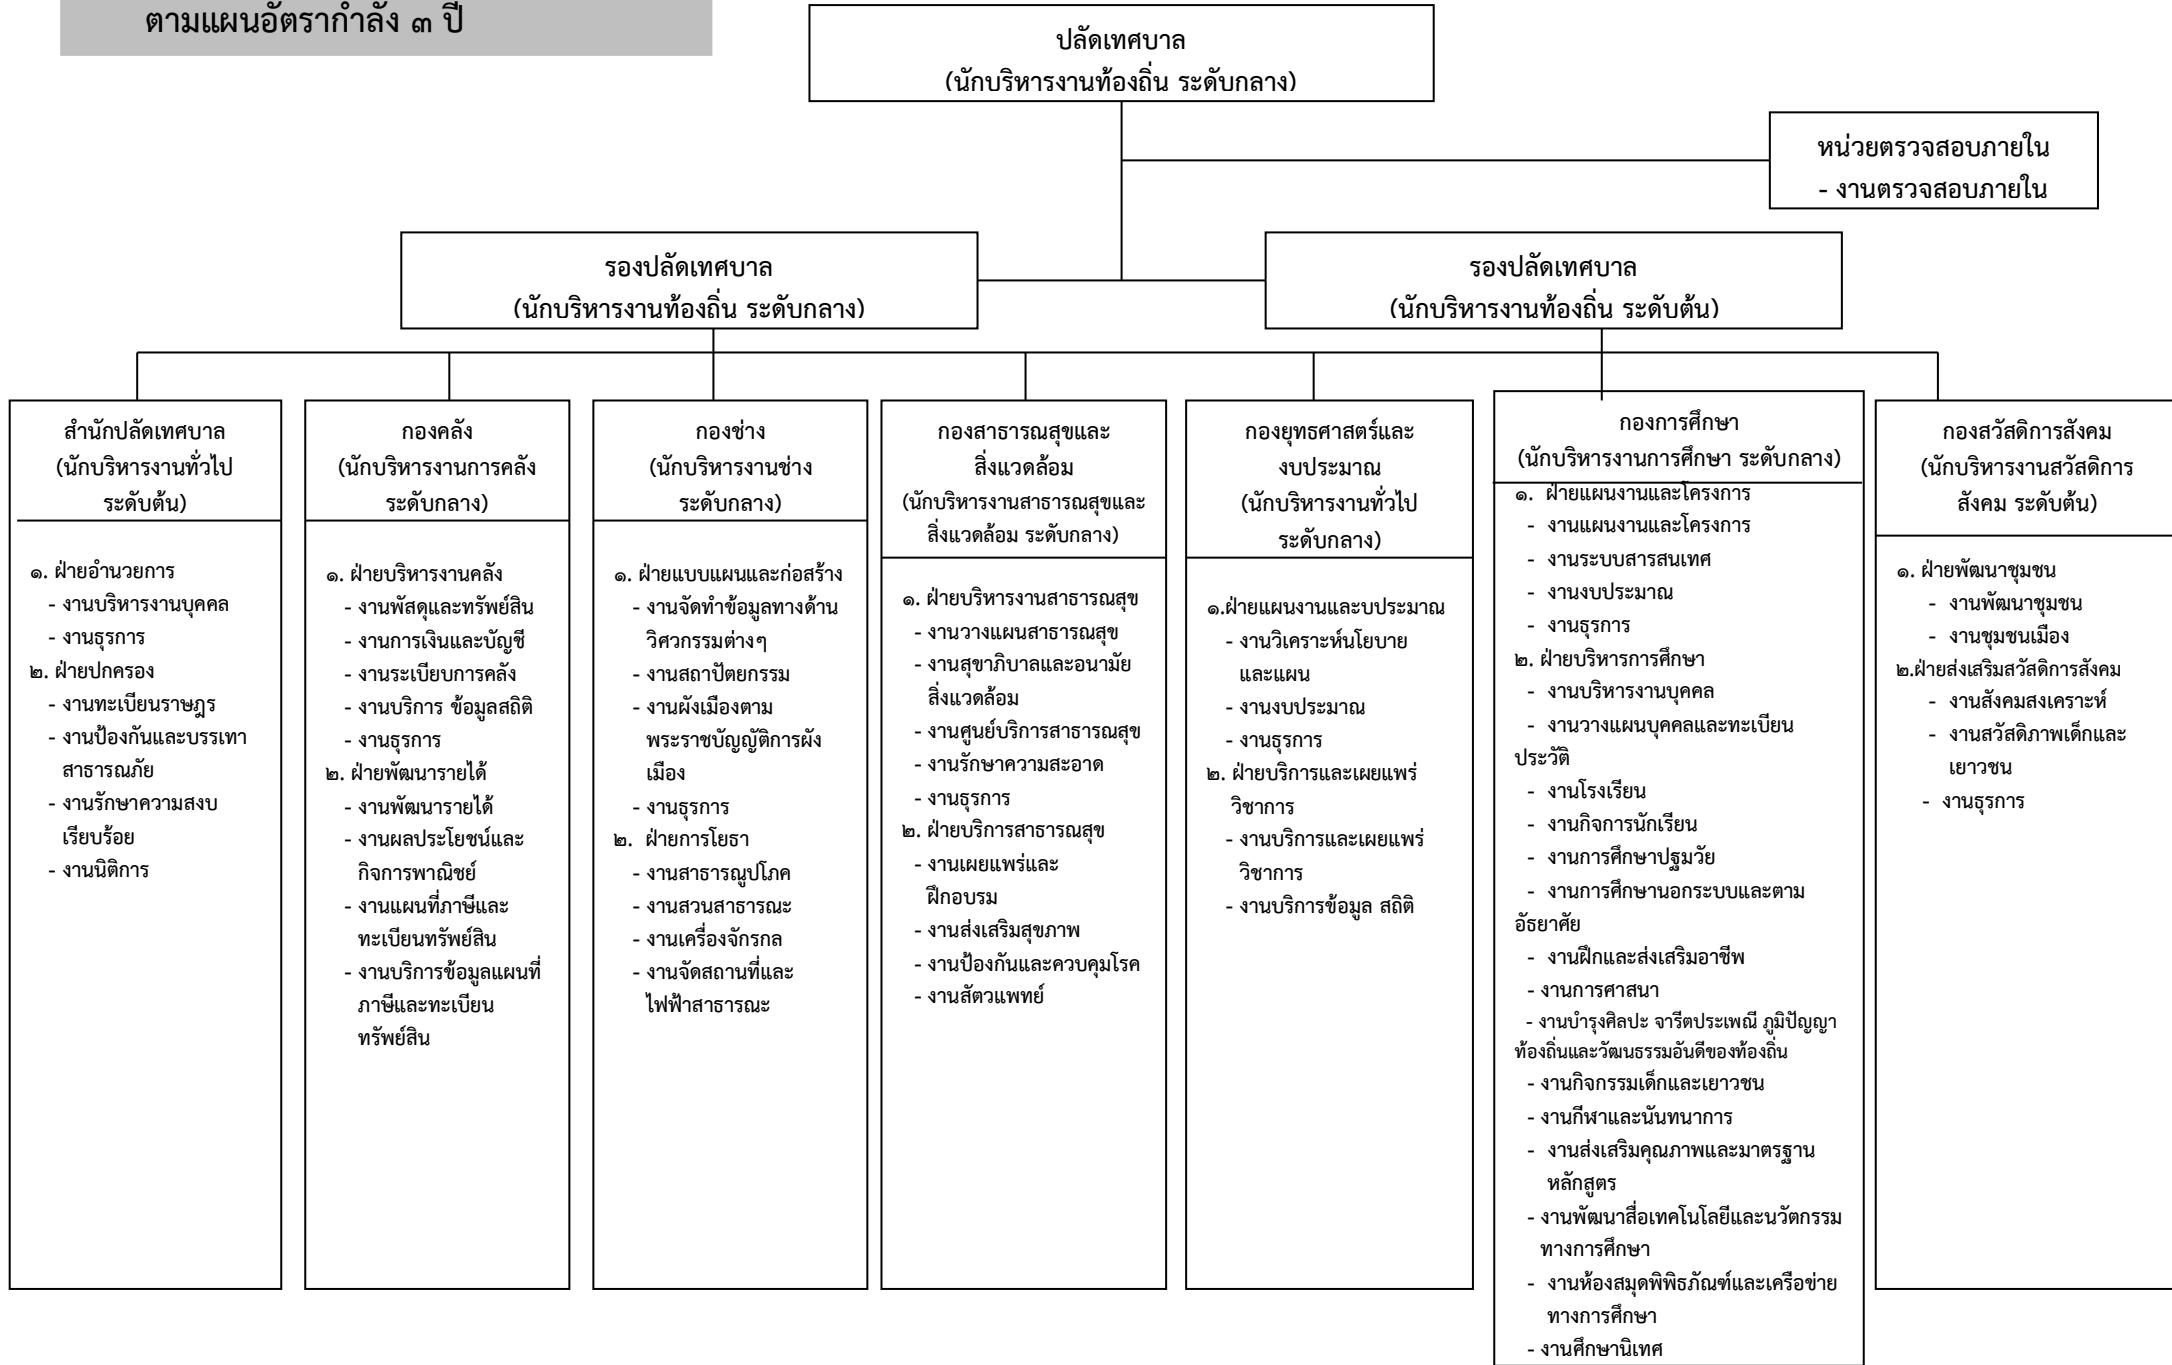 ตามแผนอัตรากำลัง ๓ ปี
ปลัดเทศบาล
(นักบริหารงานท้องถิ่น ระดับกลาง)
หน่วยตรวจสอบภายใน
- งานตรวจสอบภายใน
รองปลัดเทศบาล
(นักบริหารงานท้องถิ่น ระดับกลาง)
รองปลัดเทศบาล
(นักบริหารงานท้องถิ่น ระดับต้น)
สำนักปลัดเทศบาล
(นักบริหารงานทั่วไป
ระดับต้น)
๑. ฝ่ายอำนวยการ
- งานบริหารงานบุคคล
- งานธุรการ
๒. ฝ่ายปกครอง
- งานทะเบียนราษฎร
- งานป้องกันและบรรเทา
สาธารณภัย
- งานรักษาความสงบ
เรียบร้อย
- งานนิติการ
กองคลัง
(นักบริหารงานการคลัง
ระดับกลาง)
๑. ฝ่ายบริหารงานคลัง
- งานพัสดุและทรัพย์สิน
- งานการเงินและบัญชี
- งานระเบียบการคลัง
- งานบริการ ข้อมูลสถิติ
- งานธุรการ
๒. ฝ่ายพัฒนารายได้
- งานพัฒนารายได้
- งานผลประโยชน์และ
กิจการพาณิชย์
- งานแผนที่ภาษีและ
ทะเบียนทรัพย์สิน
- งานบริการข้อมูลแผนที่
ภาษีและทะเบียน
ทรัพย์สิน
กองช่าง
(นักบริหารงานช่าง
ระดับกลาง)
๑. ฝ่ายแบบแผนและก่อสร้าง
- งานจัดทำข้อมูลทางด้าน
วิศวกรรมต่างๆ
- งานสถาปัตยกรรม
- งานผังเมืองตาม
พระราชบัญญัติการผัง
เมือง
- งานธุรการ
๒. ฝ่ายการโยธา
- งานสาธารณูปโภค
- งานสวนสาธารณะ
- งานเครื่องจักรกล
- งานจัดสถานที่และ
ไฟฟ้าสาธารณะ
กองสาธารณสุขและ
สิ่งแวดล้อม
(นักบริหารงานสาธารณสุขและ
สิ่งแวดล้อม ระดับกลาง)
๑. ฝ่ายบริหารงานสาธารณสุข
- งานวางแผนสาธารณสุข
- งานสุขาภิบาลและอนามัย
สิ่งแวดล้อม
- งานศูนย์บริการสาธารณสุข
- งานรักษาความสะอาด
- งานธุรการ
๒. ฝ่ายบริการสาธารณสุข
- งานเผยแพร่และ
ฝึกอบรม
- งานส่งเสริมสุขภาพ
- งานป้องกันและควบคุมโรค
- งานสัตวแพทย์
กองยุทธศาสตร์และ
งบประมาณ
(นักบริหารงานทั่วไป
ระดับกลาง)
๑.ฝ่ายแผนงานและบประมาณ
- งานวิเคราะห์นโยบาย
และแผน
- งานงบประมาณ
- งานธุรการ
๒. ฝ่ายบริการและเผยแพร่
วิชาการ
- งานบริการและเผยแพร่
วิชาการ
- งานบริการข้อมูล สถิติ
กองการศึกษา
(นักบริหารงานการศึกษา ระดับกลาง)
๑. ฝ่ายแผนงานและโครงการ
- งานแผนงานและโครงการ
- งานระบบสารสนเทศ
- งานงบประมาณ
- งานธุรการ
๒. ฝ่ายบริหารการศึกษา
- งานบริหารงานบุคคล
- งานวางแผนบุคคลและทะเบียน
ประวัติ
- งานโรงเรียน
- งานกิจการนักเรียน
- งานการศึกษาปฐมวัย
- งานการศึกษานอกระบบและตาม
อัธยาศัย
- งานฝึกและส่งเสริมอาชีพ
- งานการศาสนา
- งานบำรุงศิลปะ จารีตประเพณี ภูมิปัญญา
ท้องถิ่นและวัฒนธรรมอันดีของท้องถิ่น
- งานกิจกรรมเด็กและเยาวชน
- งานกีฬาและนันทนาการ
- งานส่งเสริมคุณภาพและมาตรฐาน
หลักสูตร
- งานพัฒนาสื่อเทคโนโลยีและนวัตกรรม
ทางการศึกษา
- งานห้องสมุดพิพิธภัณฑ์และเครือข่าย
ทางการศึกษา
- งานศึกษานิเทศ
กองสวัสดิการสังคม
(นักบริหารงานสวัสดิการ
สังคม ระดับต้น)
๑. ฝ่ายพัฒนาชุมชน
- งานพัฒนาชุมชน
- งานชุมชนเมือง
๒.ฝ่ายส่งเสริมสวัสดิการสังคม
- งานสังคมสงเคราะห์
- งานสวัสดิภาพเด็กและ
เยาวชน
- งานธุรการ